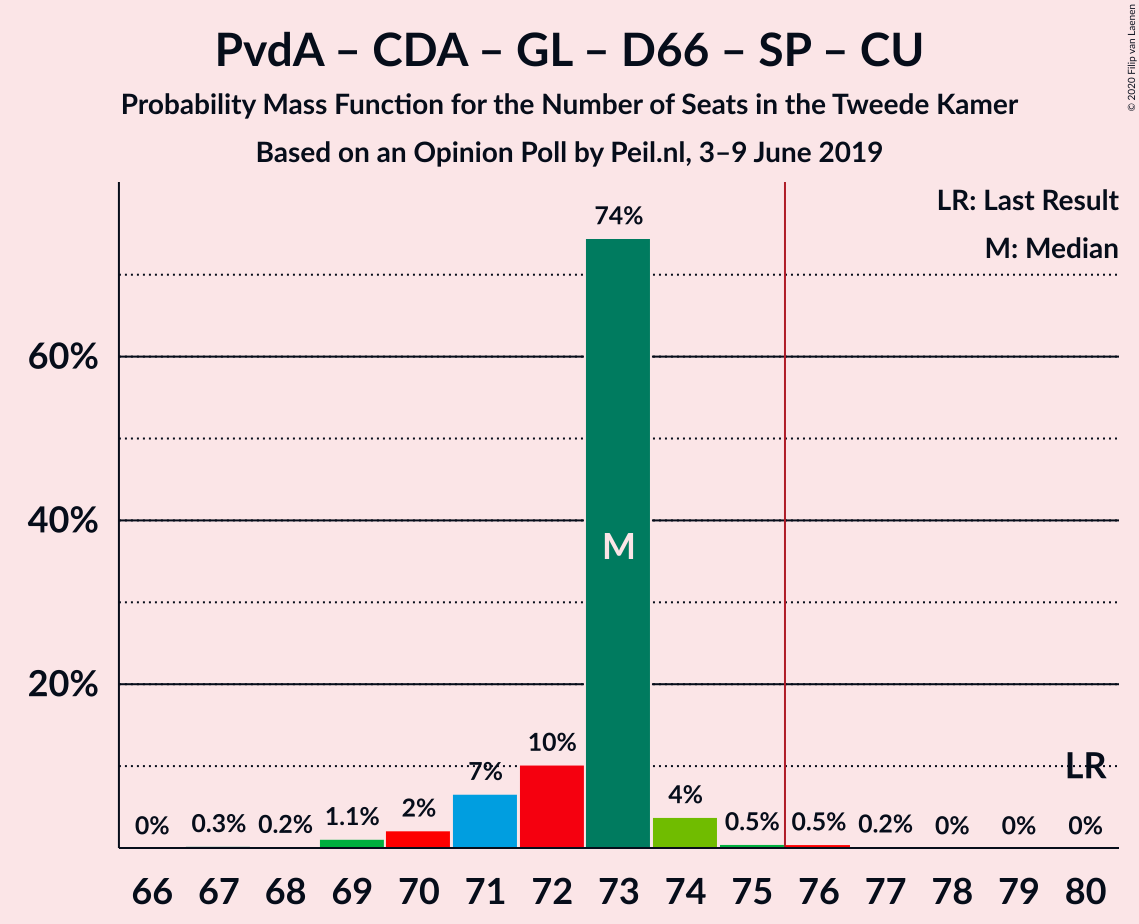 PvdA – CDA – GL – D66 – SP – CU
Probability Mass Function for the Number of Seats in the Tweede Kamer
Based on an Opinion Poll by Peil.nl, 3–9 June 2019
© 2020 Filip van Laenen
LR: Last Result
M: Median
60%
40%
20%
0%
0.3%
0.2%
1.1%
2%
7%
10%
74%
4%
0.5%
0.5%
0.2%
0%
0%
0%
M
LR
66 67 68 69 70 71 72 73 74 75 76 77 78 79 80